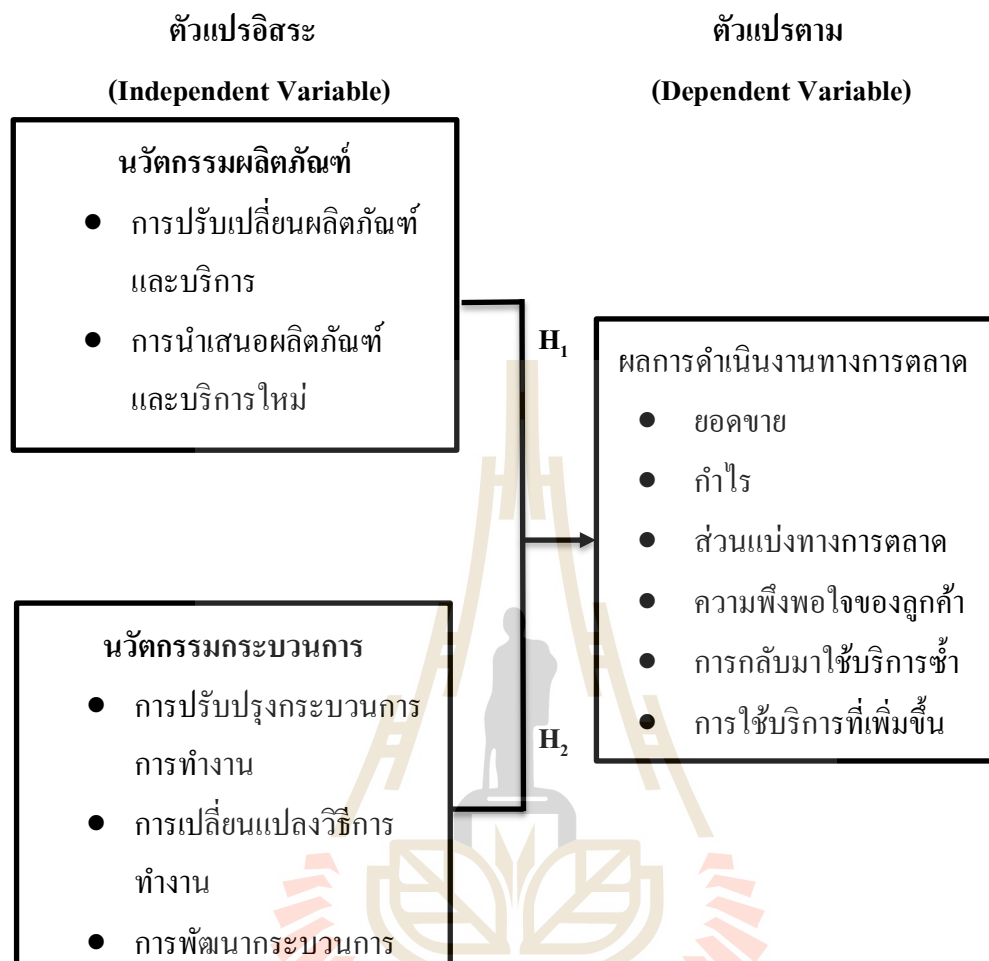 ตัวแปรอิสระ
(Independent Variable)
นวัตกรรมผลิตภัณฑ์
● การปรับเปลี่ยนผลิตภัณฑ์
และบริการ
● การนำเสนอผลิตภัณฑ์
และบริการใหม่
นวัตกรรมกระบวนการ
● การปรับปรุงกระบวนการ
การทำงาน
● การเปลี่ยนแปลงวิธีการ
ทำงาน
● การพัฒนากระบวนการ
H₁
H₂
ตัวแปรตาม
(Dependent Variable)
ผลการดำเนินงานทางการตลาด
● ยอดขาย
● กำไร
● ส่วนแบ่งทางการตลาด
● ความพึงพอใจของลูกค้า
● การกลับมาใช้บริการซ้ำ
● การใช้บริการที่เพิ่มขึ้น